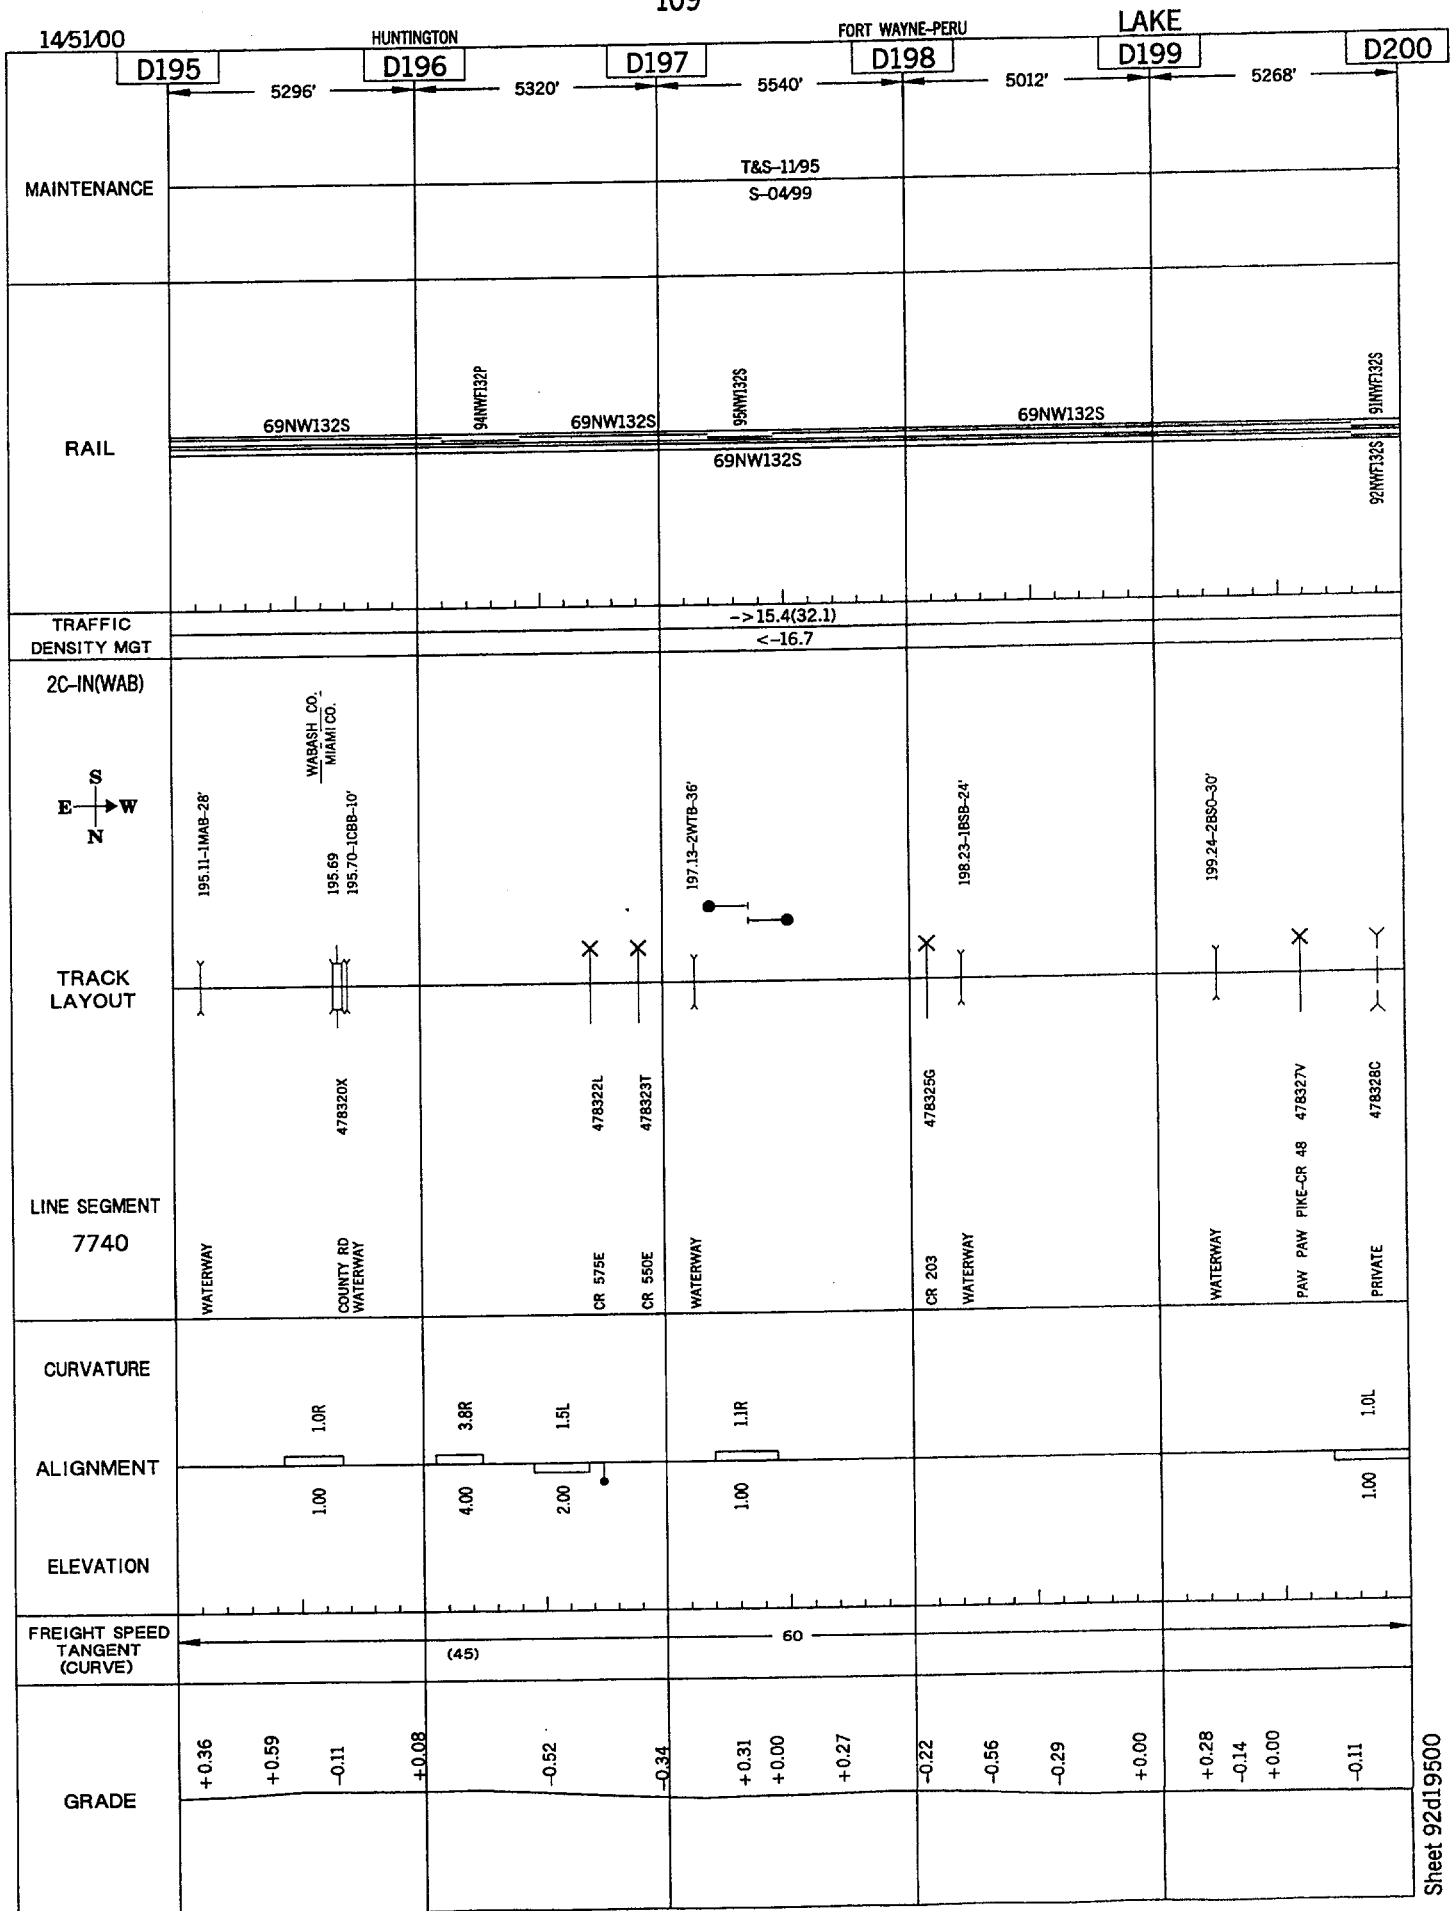 109
14/51/00 HUNTINGTON FORT WAYNE-PERU LAKE
D195 D196 D197 D198 D199 D200
5296' 5320' 5540' 5012' 5268'
MAINTENANCE
T&S-11/95
S-04/99
RAIL
69NW132S 94NWF132P 69NW132S 95NW132S 69NW132S 91NWF132S
69NW132S 92NWF132S
TRAFFIC
DENSITY MGT
->15.4(32.1)
<-16.7
2C-IN(WAB)
WABASH CO.
MIAMI CO.
S
E W
N
195.11-1MAB-28'
195.69
195.70-1CBB-10'
197.13-2WTB-36'
198.23-1BSB-24'
199.24-2BSO-30'
TRACK
LAYOUT
478320X 478322L 478323T 478325G 478327V 478328C
LINE SEGMENT
7740
WATERWAY
COUNTY RD
WATERWAY
CR 575E
CR 550E
WATERWAY
CR 203
WATERWAY
WATERWAY
PAW PAW PIKE-CR 48
PRIVATE
CURVATURE
1.0R 3.8R 1.5L 1.1R 1.0L
ALIGNMENT
1.00 4.00 2.00 1.00 1.00
ELEVATION
FREIGHT SPEED
TANGENT
(CURVE)
60
(45)
+0.36 +0.59 -0.11 +0.08 -0.52 -0.34 +0.31 +0.00 +0.27 -0.22 -0.56 -0.29 +0.00 +0.28 -0.14 +0.00 -0.11
GRADE
Sheet 92d19500